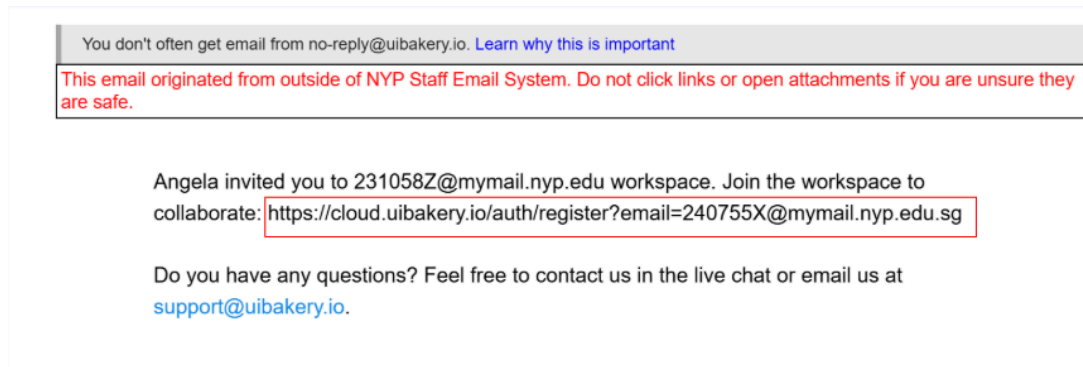 You don't often get email from no-reply@uibakery.io. Learn why this is important
This email originated from outside of NYP Staff Email System. Do not click links or open attachments if you are unsure they
are safe.
Angela invited you to 231058Z@mymail.nyp.edu workspace. Join the workspace to
collaborate: https://cloud.uibakery.io/auth/register?email=240755X@mymail.nyp.edu.sg
Do you have any questions? Feel free to contact us in the live chat or email us at
support@uibakery.io.